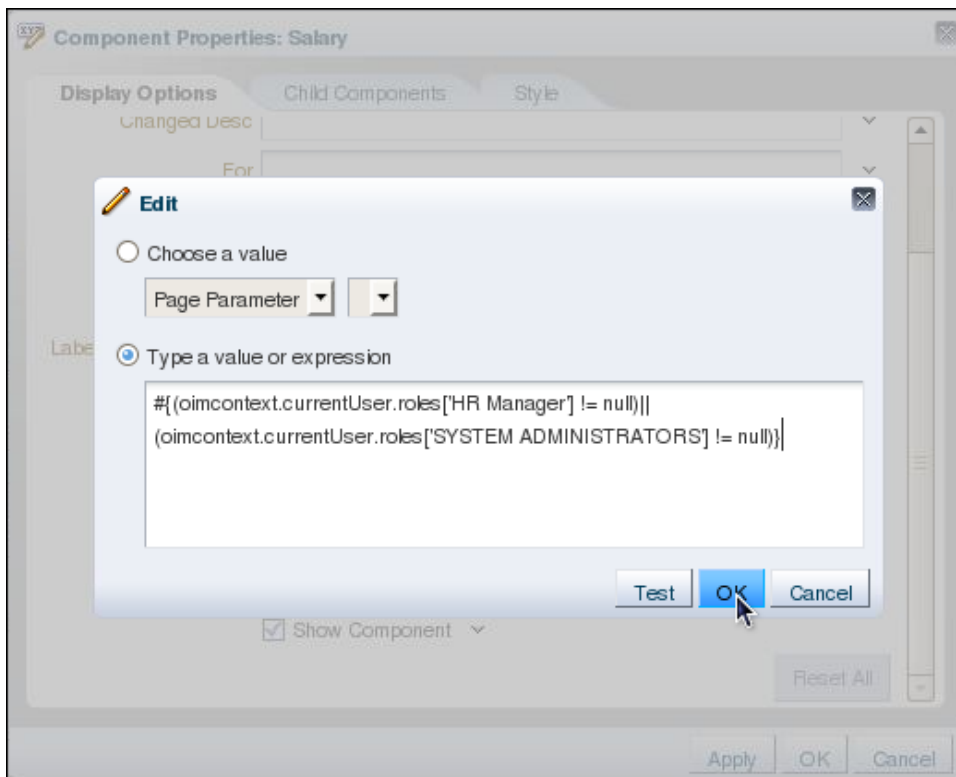 Component Properties: Salary
Display Options Child Components Style
Changed Desc
For
Edit
Choose a value
Page Parameter
Labe
Type a value or expression
#{(oimcontext.currentUser.roles['HR Manager'] != null)||
(oimcontext.currentUser.roles['SYSTEM ADMINISTRATORS'] != null)}
Test OK Cancel
Show Component
Reset All
Apply OK Cancel